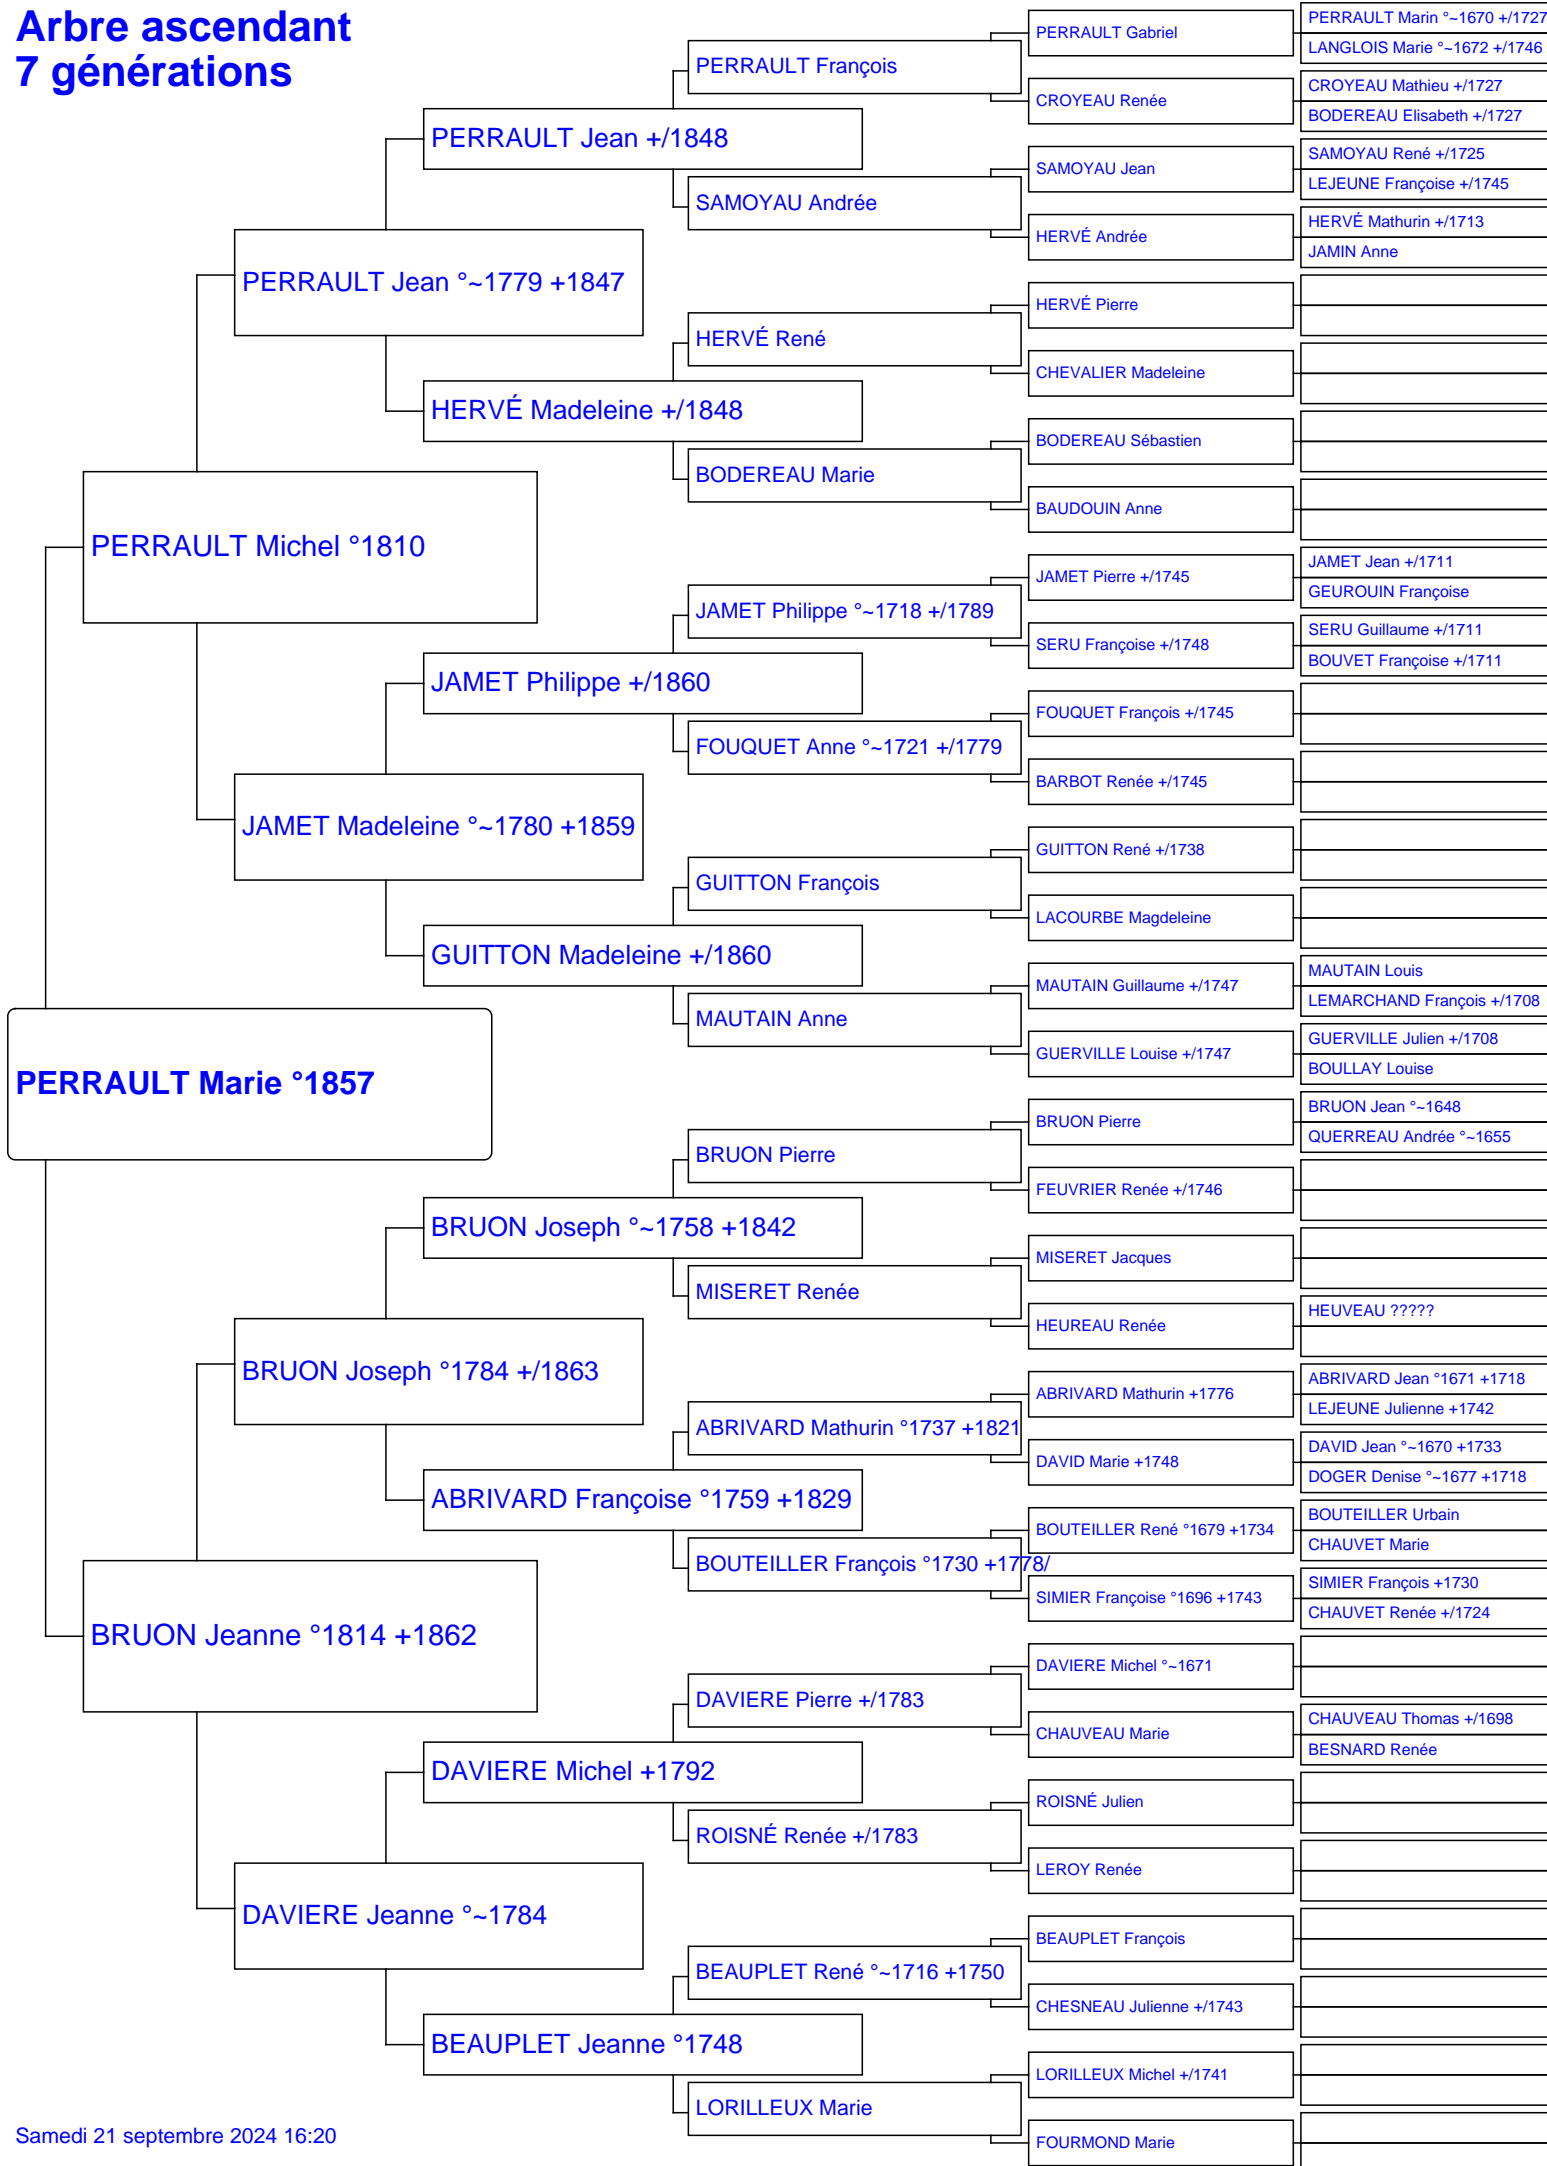 Arbre ascendant
7 générations
PERRAULT Marie °1857
PERRAULT Michel °1810
BRUON Jeanne °1814 +1862
PERRAULT Jean °~1779 +1847
JAMET Madeleine °~1780 +1859
BRUON Joseph °1784 +/1863
DAVIERE Jeanne °~1784
PERRAULT Jean +/1848
HERVÉ Madeleine +/1848
JAMET Philippe +/1860
GUITTON Madeleine +/1860
BRUON Joseph °~1758 +1842
ABRIVARD Françoise °1759 +1829
DAVIERE Michel +1792
BEAUPLET Jeanne °1748
PERRAULT François
SAMOYAU Andrée
HERVÉ René
BODEREAU Marie
JAMET Philippe °~1718 +/1789
FOUQUET Anne °~1721 +/1779
GUITTON François
MAUTAIN Anne
BRUON Pierre
MISERET Renée
ABRIVARD Mathurin °1737 +1821
BOUTEILLER François °1730 +1778/
DAVIERE Pierre +/1783
ROISNÉ Renée +/1783
BEAUPLET René °~1716 +1750
LORILLEUX Marie
PERRAULT Gabriel
CROYEAU Renée
SAMOYAU Jean
HERVÉ Andrée
HERVÉ Pierre
CHEVALIER Madeleine
BODEREAU Sébastien
BAUDOUIN Anne
JAMET Pierre +/1745
SERU Françoise +/1748
FOUQUET François +/1745
BARBOT Renée +/1745
GUITTON René +/1738
LACOURBE Magdeleine
MAUTAIN Guillaume +/1747
GUERVILLE Louise +/1747
BRUON Pierre
FEUVRIER Renée +/1746
MISERET Jacques
HEUREAU Renée
ABRIVARD Mathurin +1776
DAVID Marie +1748
BOUTEILLER René °1679 +1734
SIMIER Françoise °1696 +1743
DAVIERE Michel °~1671
CHAUVEAU Marie
ROISNÉ Julien
LEROY Renée
BEAUPLET François
CHESNEAU Julienne +/1743
LORILLEUX Michel +/1741
FOURMOND Marie
PERRAULT Marin °~1670 +/1727
LANGLOIS Marie °~1672 +/1746
CROYEAU Mathieu +/1727
BODEREAU Elisabeth +/1727
SAMOYAU René +/1725
LEJEUNE Françoise +/1745
HERVÉ Mathurin +/1713
JAMIN Anne
JAMET Jean +/1711
GEUROUIN Françoise
SERU Guillaume +/1711
BOUVET Françoise +/1711
MAUTAIN Louis
LEMARCHAND François +/1708
GUERVILLE Julien +/1708
BOULLAY Louise
BRUON Jean °~1648
QUERREAU Andrée °~1655
HEUVEAU ?????
ABRIVARD Jean °1671 +1718
LEJEUNE Julienne +1742
DAVID Jean °~1670 +1733
DOGER Denise °~1677 +1718
BOUTEILLER Urbain
CHAUVET Marie
SIMIER François +1730
CHAUVET Renée +/1724
CHAUVEAU Thomas +/1698
BESNARD Renée
Samedi 21 septembre 2024 16:20